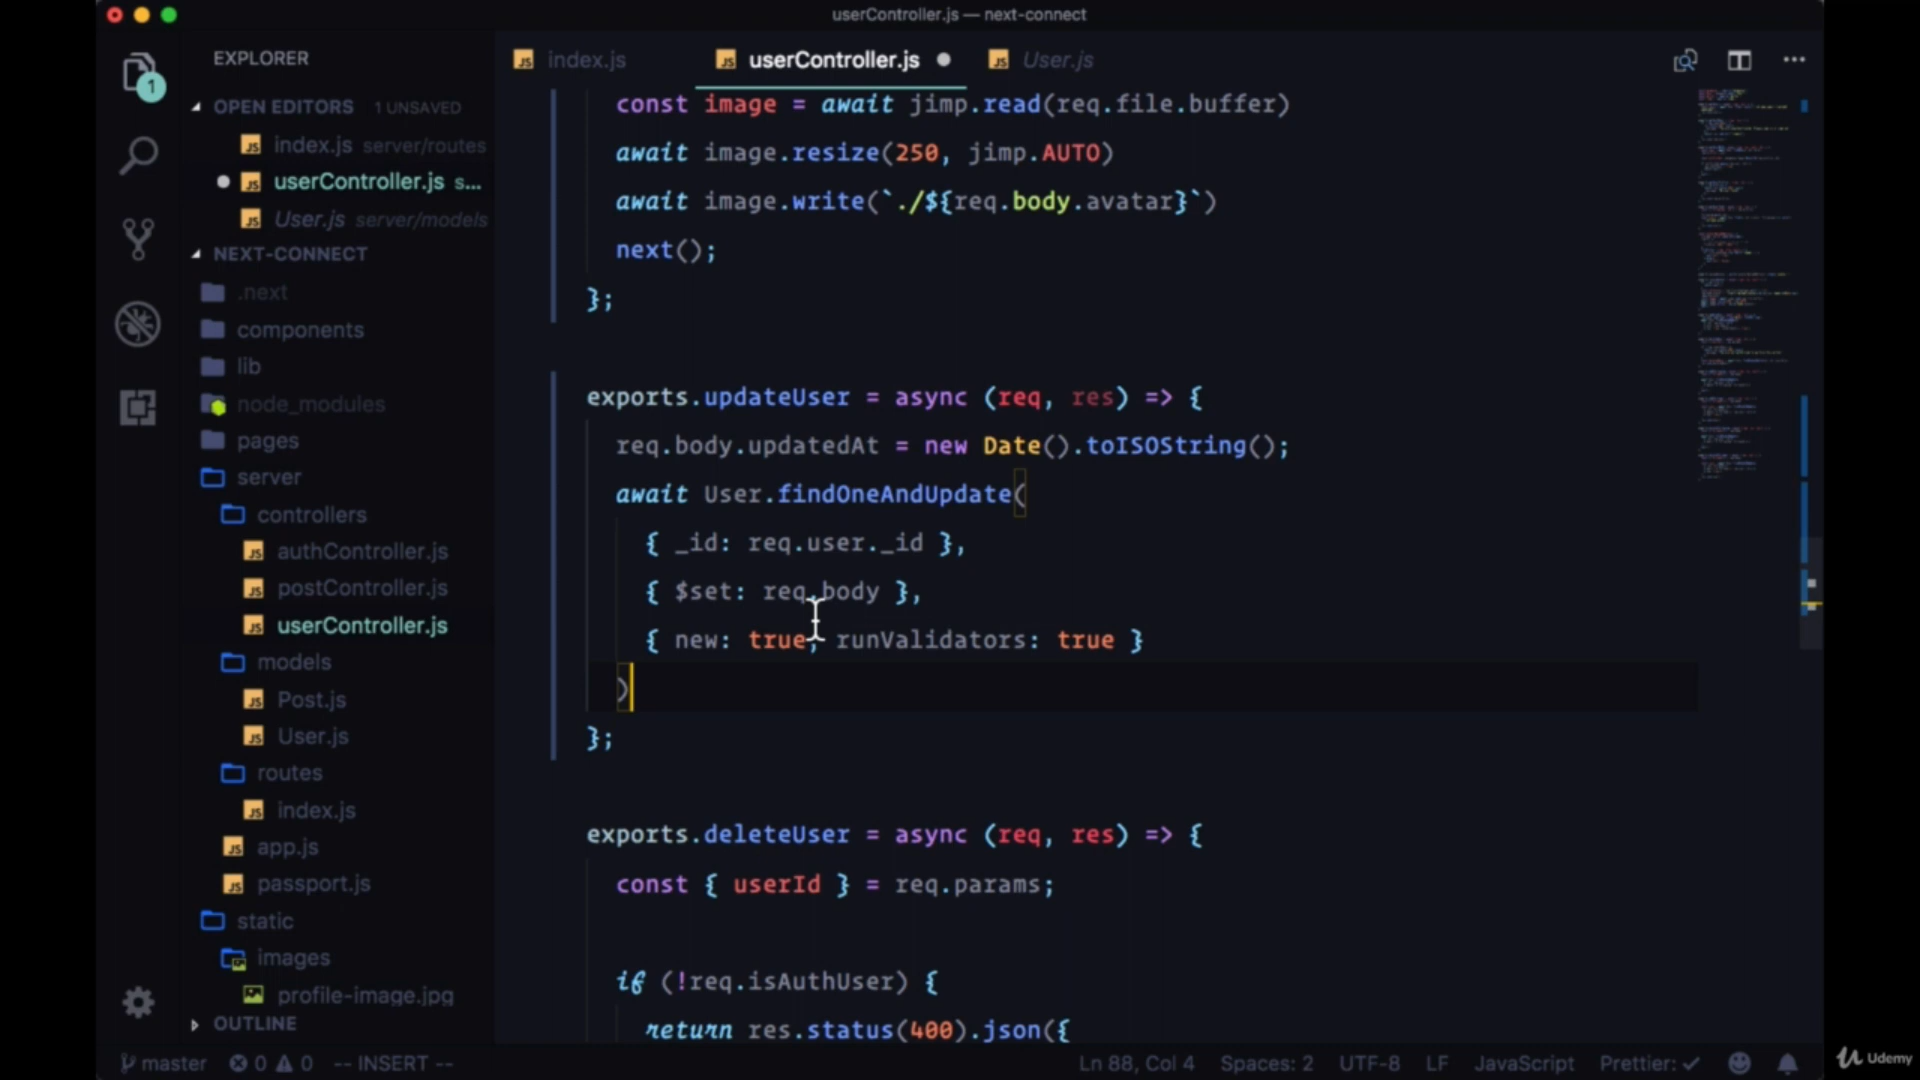 userController.js — next-connect
EXPLORER
index.js
userController.js
User.js
1
OPEN EDITORS 1 UNSAVED
index.js server/routes
userController.js s...
User.js server/models
NEXT-CONNECT
.next
components
lib
node_modules
pages
server
controllers
authController.js
postController.js
userController.js
models
Post.js
User.js
routes
index.js
app.js
passport.js
static
images
profile-image.jpg
OUTLINE
const image = await jimp.read(req.file.buffer)
await image.resize(250, jimp.AUTO)
await image.write(`./${req.body.avatar}`)
next();
};
exports.updateUser = async (req, res) => {
req.body.updatedAt = new Date().toISOString();
await User.findOneAndUpdate(
{ _id: req.user._id },
{ $set: req.body },
{ new: true, runValidators: true }
)
};
exports.deleteUser = async (req, res) => {
const { userId } = req.params;
if (!req.isAuthUser) {
return res.status(400).json({
master 0 0 -- INSERT -- Ln 88, Col 4 Spaces: 2 UTF-8 LF JavaScript Prettier: ✓
Udemy